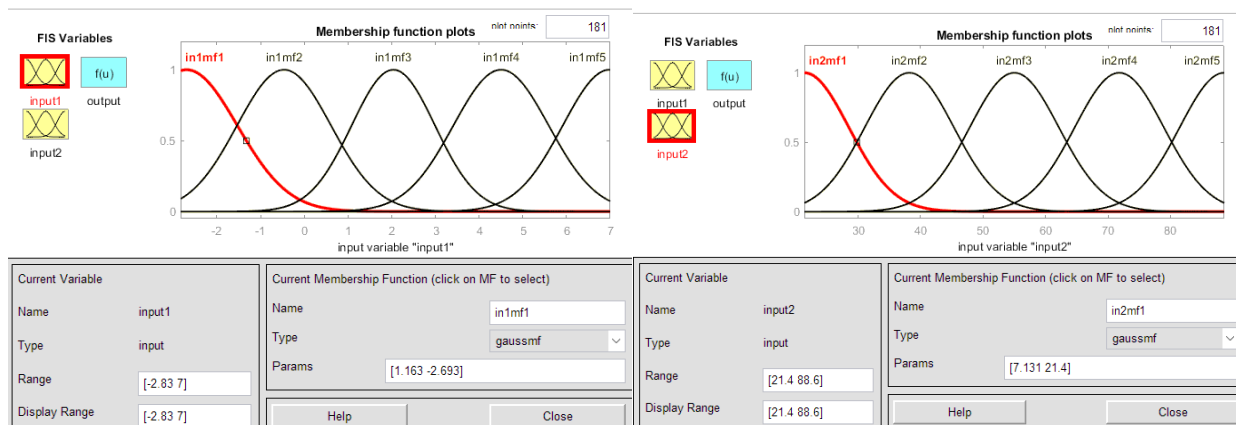 Membership function plots plot points: 181
FIS Variables
in1mf1 in1mf2 in1mf3 in1mf4 in1mf5
f(u)
input1 output
input2
1
0.5
0
-2 -1 0 1 2 3 4 5 6 7
input variable "input1"
Current Variable
Name input1
Type input
Range [-2.83 7]
Display Range [-2.83 7]
Current Membership Function (click on MF to select)
Name in1mf1
Type gaussmf
Params [1.163 -2.693]
Help Close
Membership function plots plot points: 181
FIS Variables
in2mf1 in2mf2 in2mf3 in2mf4 in2mf5
f(u)
input1 output
input2
1
0.5
0
30 40 50 60 70 80
input variable "input2"
Current Variable
Name input2
Type input
Range [21.4 88.6]
Display Range [21.4 88.6]
Current Membership Function (click on MF to select)
Name in2mf1
Type gaussmf
Params [7.131 21.4]
Help Close